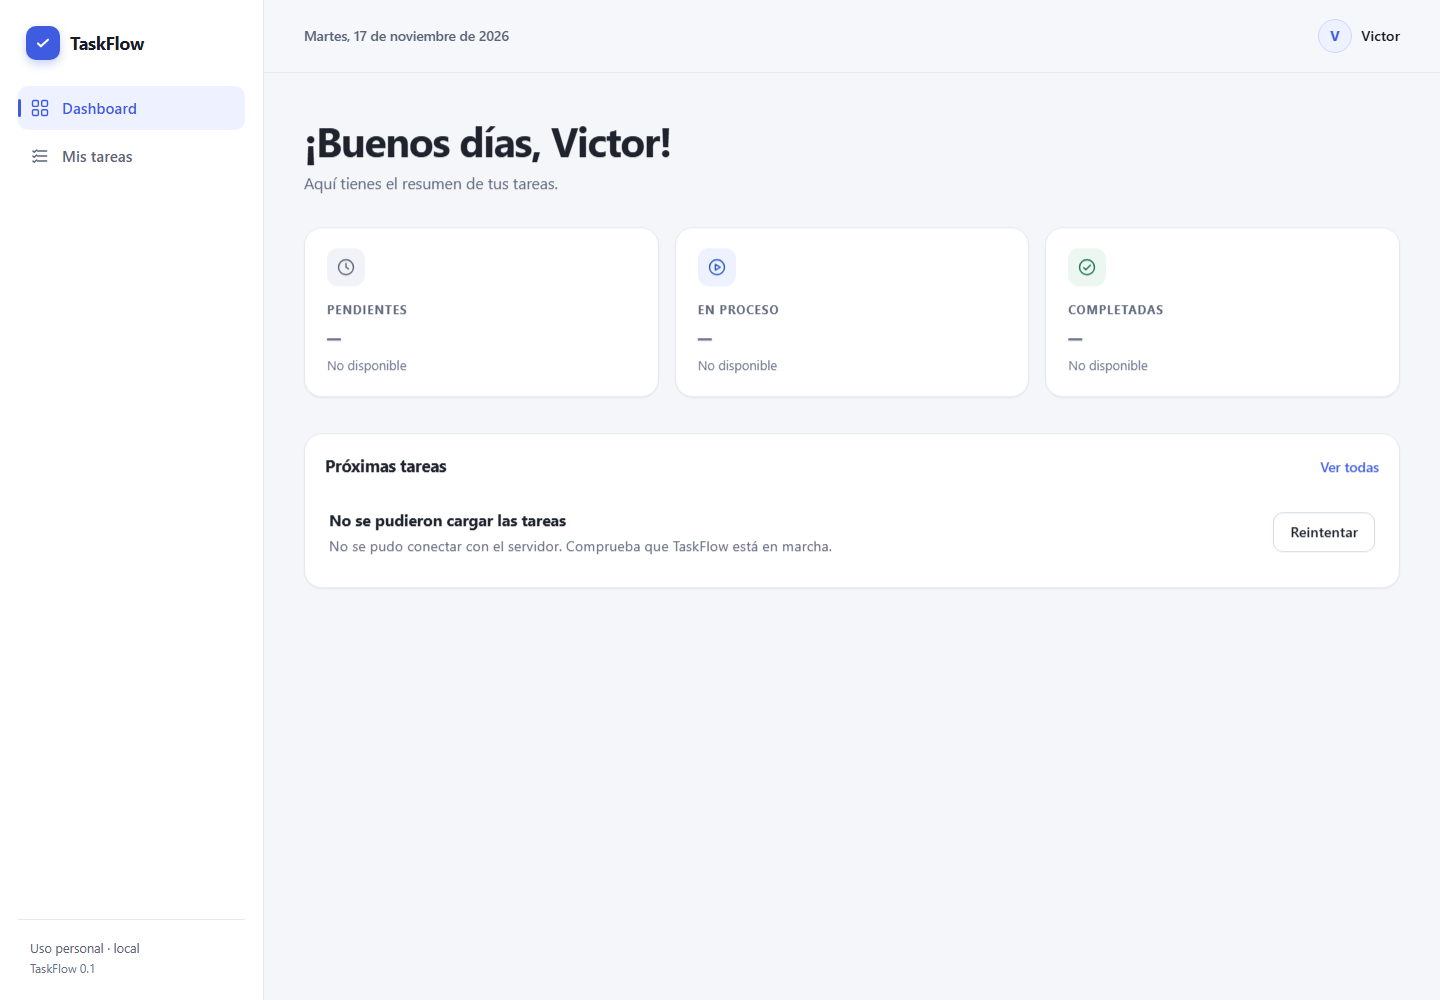 TaskFlow
Dashboard
Mis tareas
Uso personal · local
TaskFlow 0.1
Martes, 17 de noviembre de 2026
V
Victor
¡Buenos días, Victor!
Aquí tienes el resumen de tus tareas.
PENDIENTES
—
No disponible
EN PROCESO
—
No disponible
COMPLETADAS
—
No disponible
Próximas tareas
Ver todas
No se pudieron cargar las tareas
No se pudo conectar con el servidor. Comprueba que TaskFlow está en marcha.
Reintentar